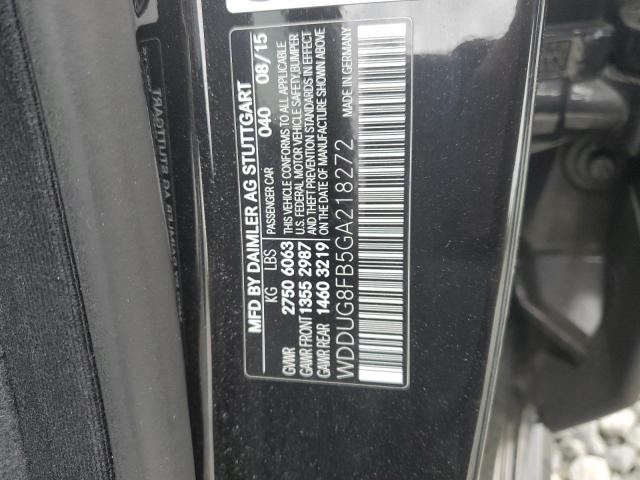 MFD BY DAIMLER AG STUTTGART
KG LBS PASSENGER CAR 040 08/15
GVWR 2750 6063 THIS VEHICLE CONFORMS TO ALL APPLICABLE
U.S. FEDERAL MOTOR VEHICLE SAFETY/BUMPER
GAWR FRONT 1355 2987 AND THEFT PREVENTION STANDARDS IN EFFECT
GAWR REAR 1460 3219 ON THE DATE OF MANUFACTURE SHOWN ABOVE
WDDUG8FB5GA218272 MADE IN GERMANY